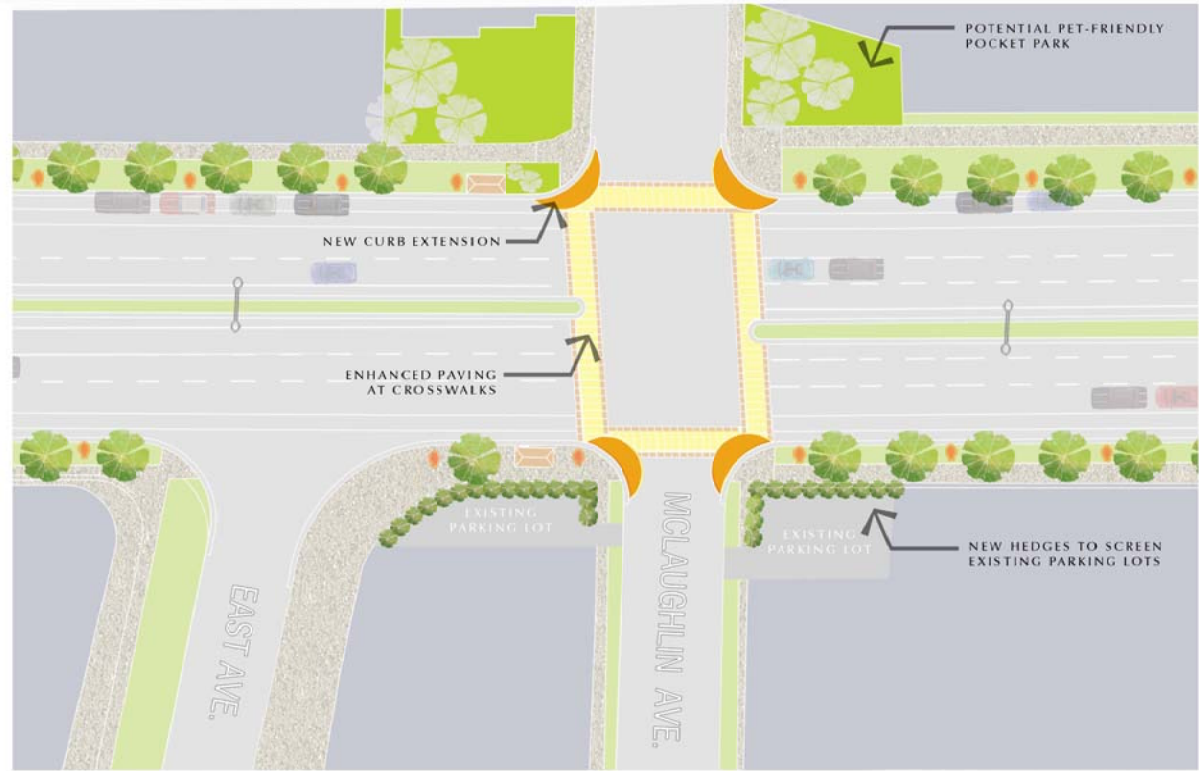 POTENTIAL PET-FRIENDLY
POCKET PARK
NEW CURB EXTENSION
ENHANCED PAVING
AT CROSSWALKS
EXISTING
PARKING LOT
EXISTING
PARKING LOT
NEW HEDGES TO SCREEN
EXISTING PARKING LOTS
EAST AVE.
MCLAUGHLIN AVE.